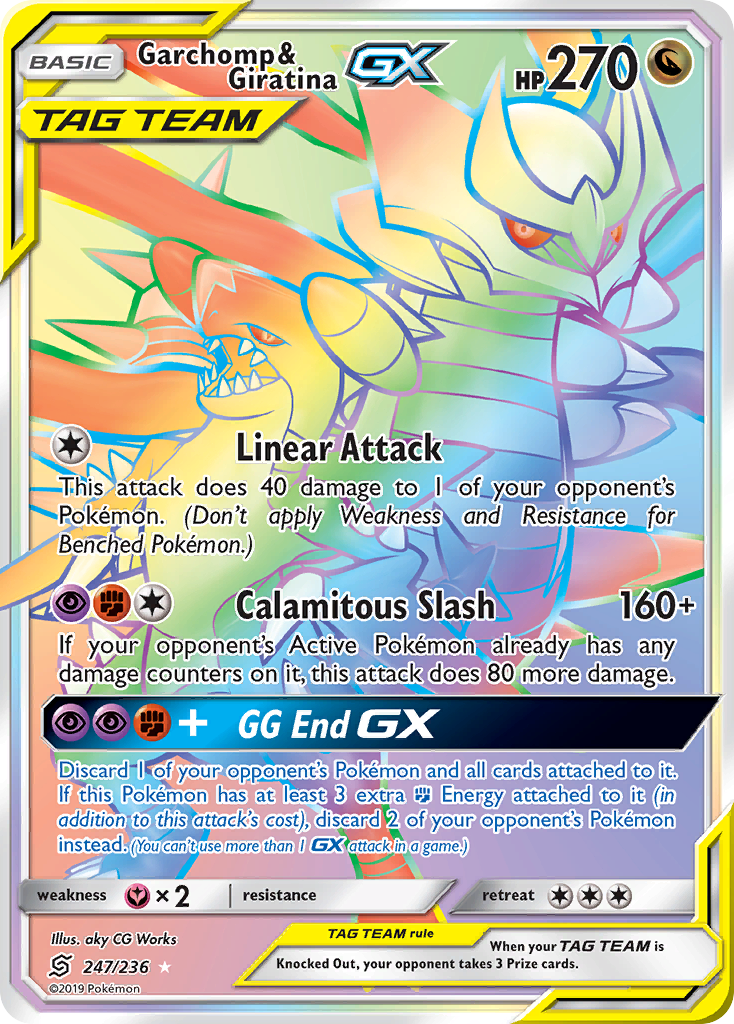 BASIC
Garchomp&
Giratina GX
HP270
TAG TEAM
Linear Attack
This attack does 40 damage to 1 of your opponent's
Pokémon. (Don't apply Weakness and Resistance for
Benched Pokémon.)
Calamitous Slash 160+
If your opponent's Active Pokémon already has any
damage counters on it, this attack does 80 more damage.
+ GG End GX
Discard 1 of your opponent's Pokémon and all cards attached to it.
If this Pokémon has at least 3 extra Energy attached to it (in
addition to this attack's cost), discard 2 of your opponent's Pokémon
instead. (You can't use more than 1 GX attack in a game.)
weakness ×2 resistance retreat
Illus. aky CG Works
247/236
©2019 Pokémon
TAG TEAM rule
When your TAG TEAM is
Knocked Out, your opponent takes 3 Prize cards.